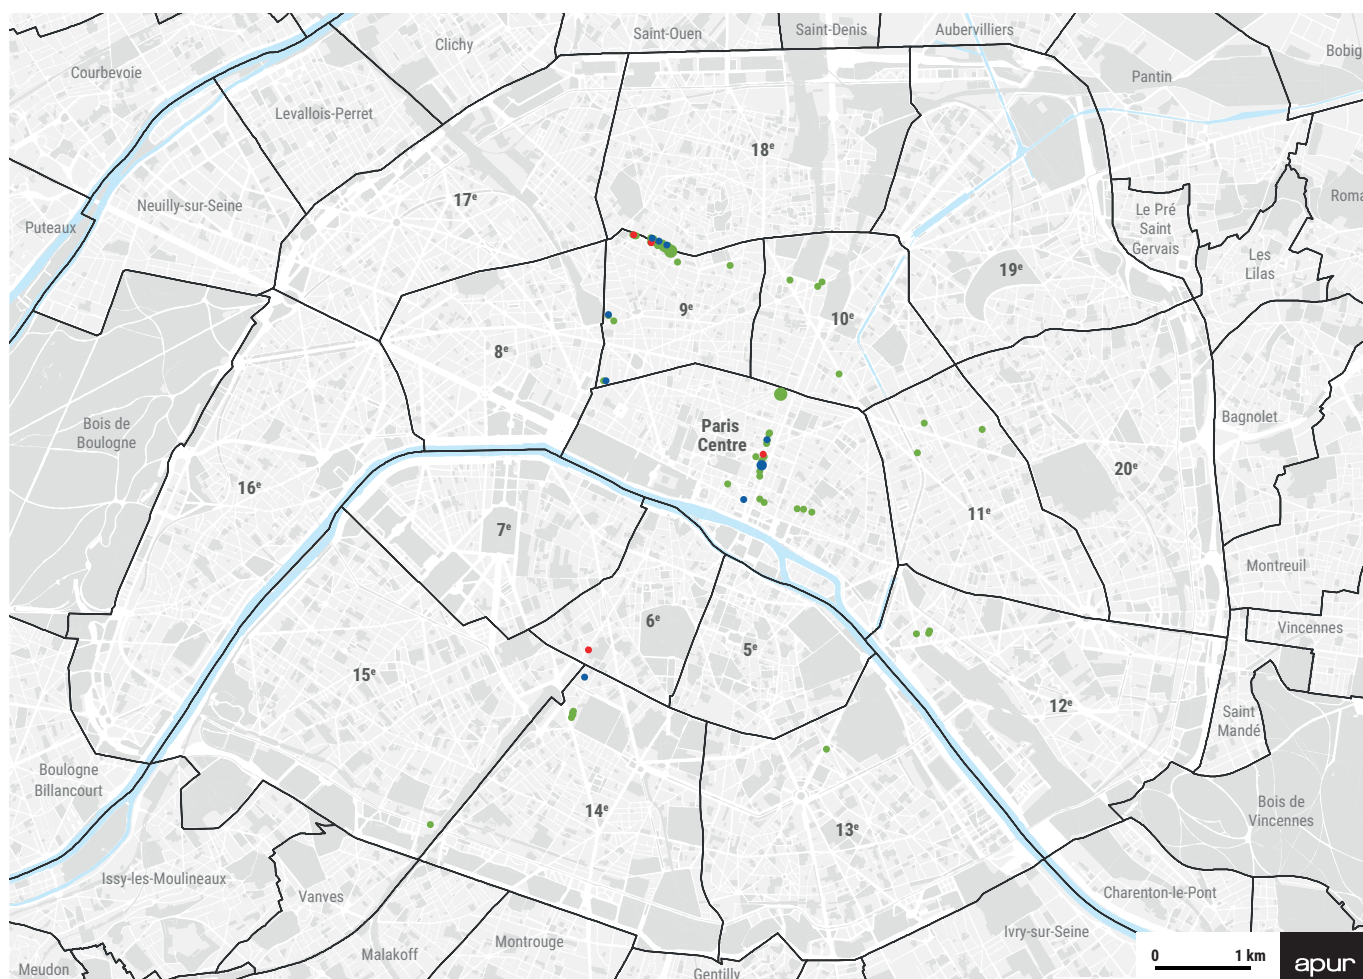 Saint-Ouen
Saint-Denis
Aubervilliers
Clichy
Bobig
Courbevoie
Pantin
Levallois-Perret
18e
17e
Neuilly-sur-Seine
Roma
Puteaux
Le Pré
Saint
Gervais
Les
Lilas
19e
9e
10e
8e
Bois de
Boulogne
Paris
Centre
Bagnolet
20e
16e
11e
7e
Montreuil
6e
Vincennes
5e
15e
12e
Saint
Mandé
Boulogne
Billancourt
14e
13e
Bois de
Vincennes
Issy-les-Moulineaux
Vanves
Charenton-le-Pont
Ivry-sur-Seine
Montrouge
Malakoff
Meudon
Gentilly
0 1 km
apur